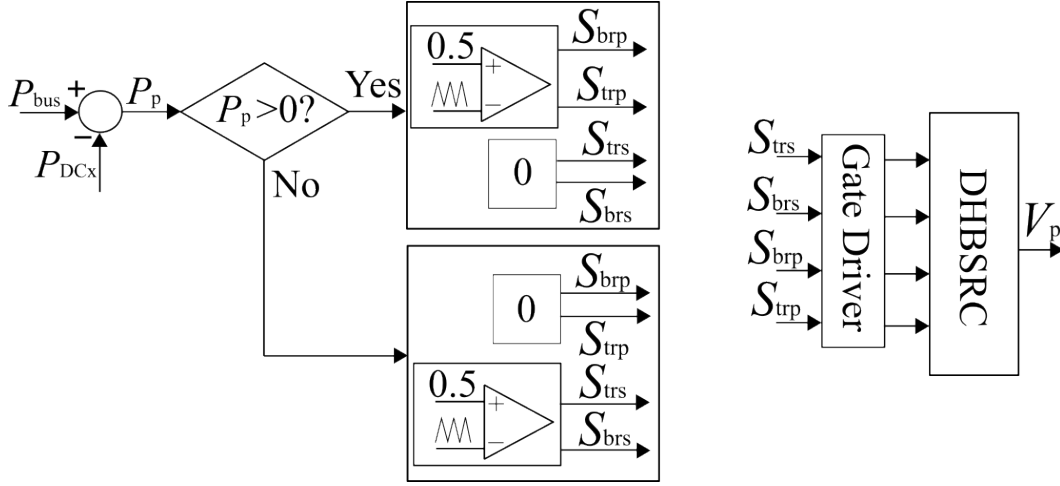 P_bus
+
−
P_DCx
P_p
P_p>0?
Yes
No
0.5
+
−
S_brp
S_trp
0
S_trs
S_brs
0
S_brp
S_trp
0.5
+
−
S_trs
S_brs
S_trs
S_brs
S_brp
S_trp
Gate Driver
DHBSRC
V_p